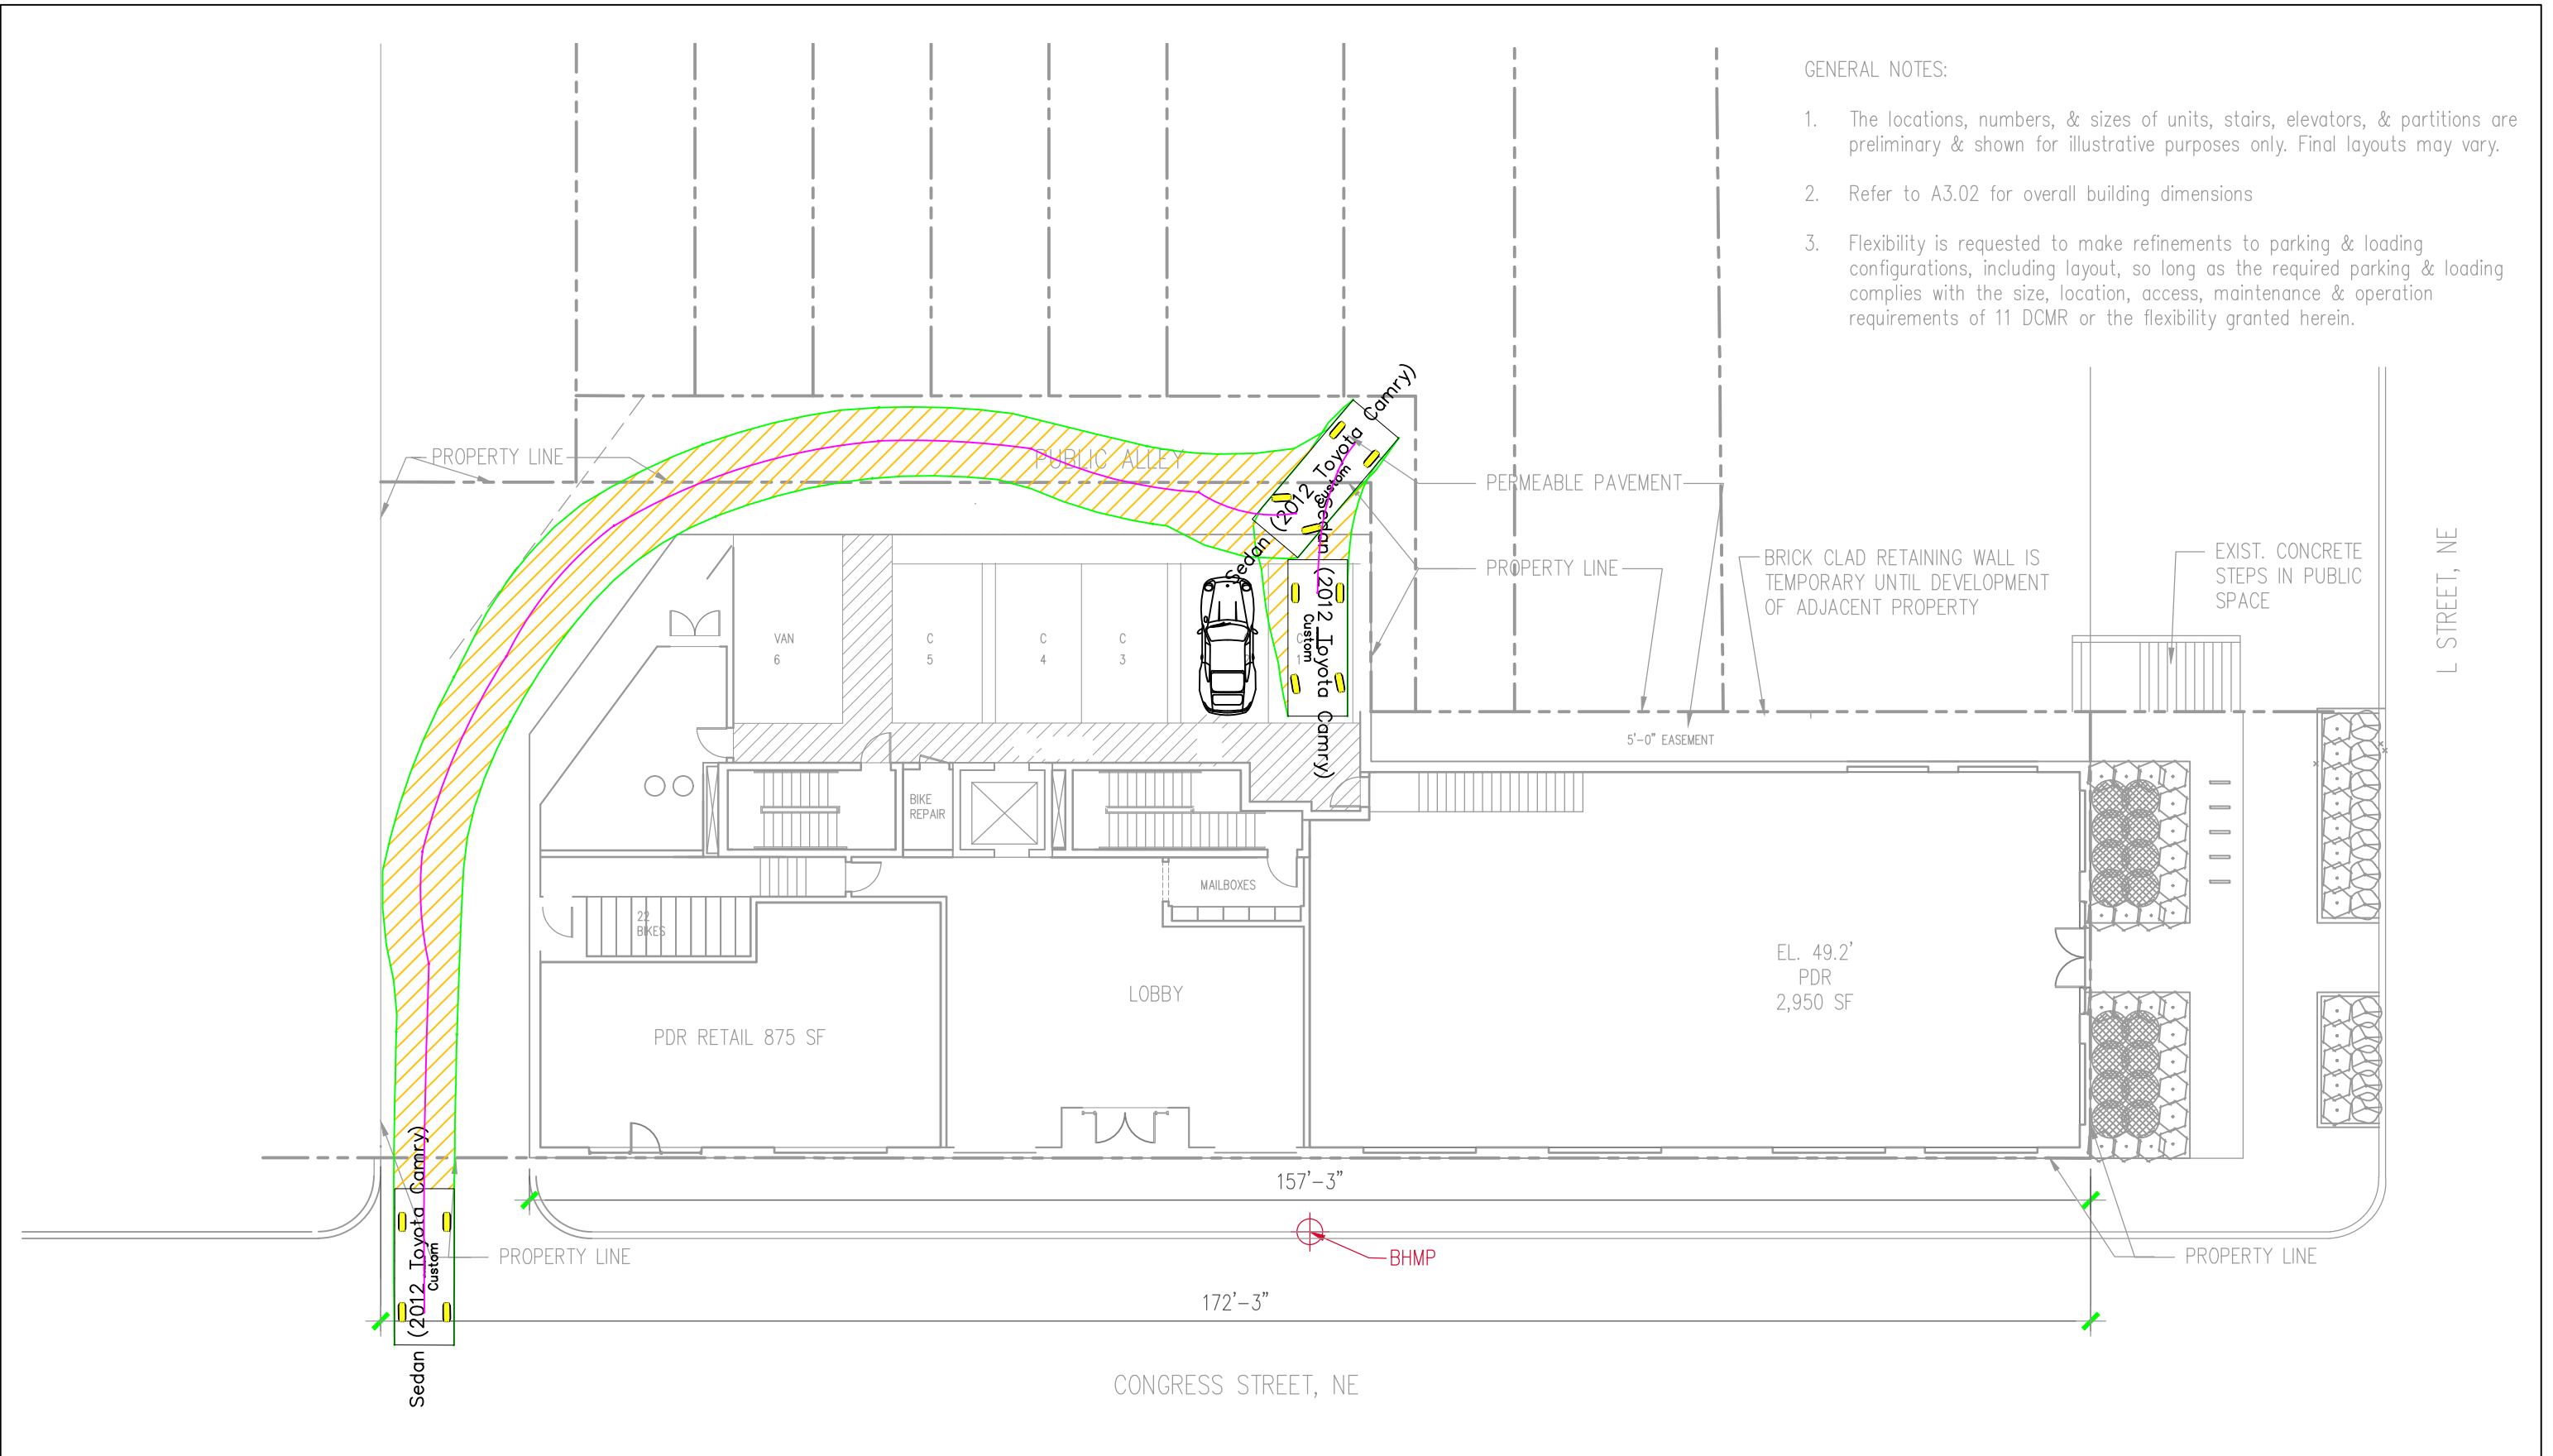 GENERAL NOTES:
1. The locations, numbers, & sizes of units, stairs, elevators, & partitions are
preliminary & shown for illustrative purposes only. Final layouts may vary.
2. Refer to A3.02 for overall building dimensions
3. Flexibility is requested to make refinements to parking & loading
configurations, including layout, so long as the required parking & loading
complies with the size, location, access, maintenance & operation
requirements of 11 DCMR or the flexibility granted herein.
Sedan (2012 Toyota Camry)
Custom
PROPERTY LINE
PUBLIC ALLEY
PERMEABLE PAVEMENT
PROPERTY LINE
BRICK CLAD RETAINING WALL IS
TEMPORARY UNTIL DEVELOPMENT
OF ADJACENT PROPERTY
EXIST. CONCRETE
STEPS IN PUBLIC
SPACE
L STREET, NE
Sedan (2012 Toyota Camry)
Custom
VAN
6
C
5
C
4
C
3
C
1
5'-0" EASEMENT
BIKE
REPAIR
MAILBOXES
22
BIKES
EL. 49.2'
PDR
2,950 SF
LOBBY
PDR RETAIL 875 SF
157'-3"
Sedan (2012 Toyota Camry)
Custom
PROPERTY LINE
BHMP
PROPERTY LINE
172'-3"
CONGRESS STREET, NE